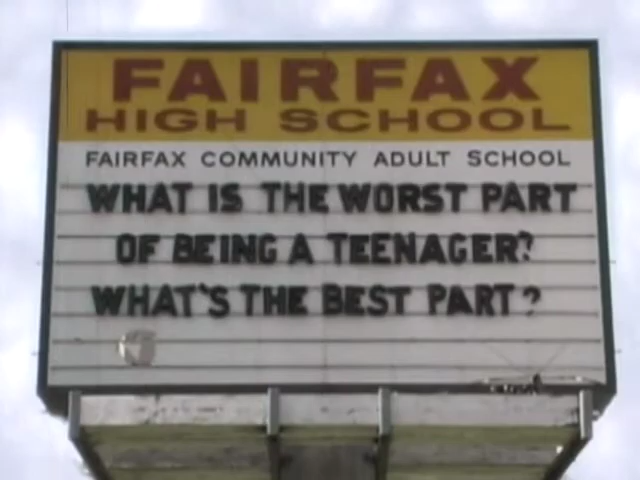 FAIRFAX
HIGH SCHOOL
FAIRFAX COMMUNITY ADULT SCHOOL
WHAT IS THE WORST PART
OF BEING A TEENAGER?
WHAT'S THE BEST PART?